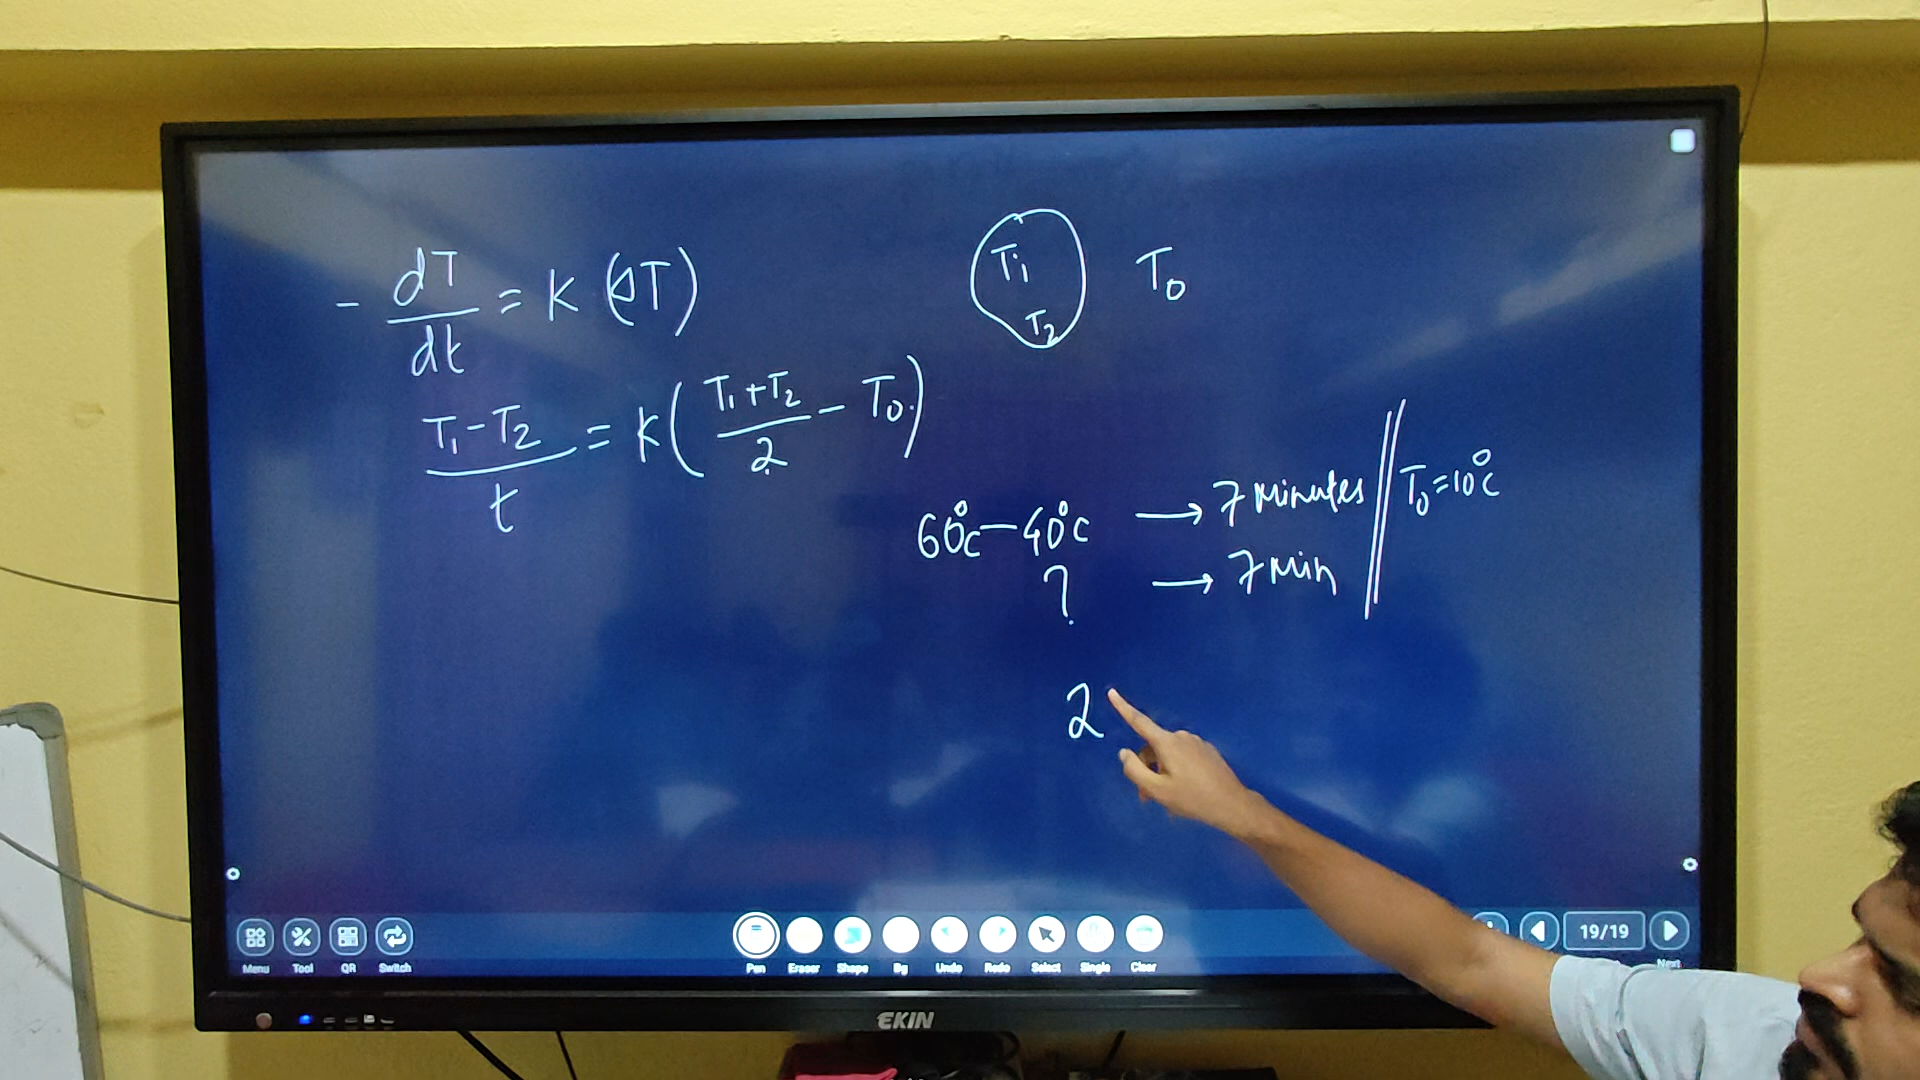 - dT/dt = K (ΔT)
T₁ T₂ T₀
T₁-T₂/t = K(T₁+T₂/2 - T₀)
60°c - 40°c → 7 minutes || T₀=10°c
? → 7 min
2
Menu Tool QR Switch Pen Eraser Shape Bg Undo Redo Select Single Clear 19/19 Next
EKIN